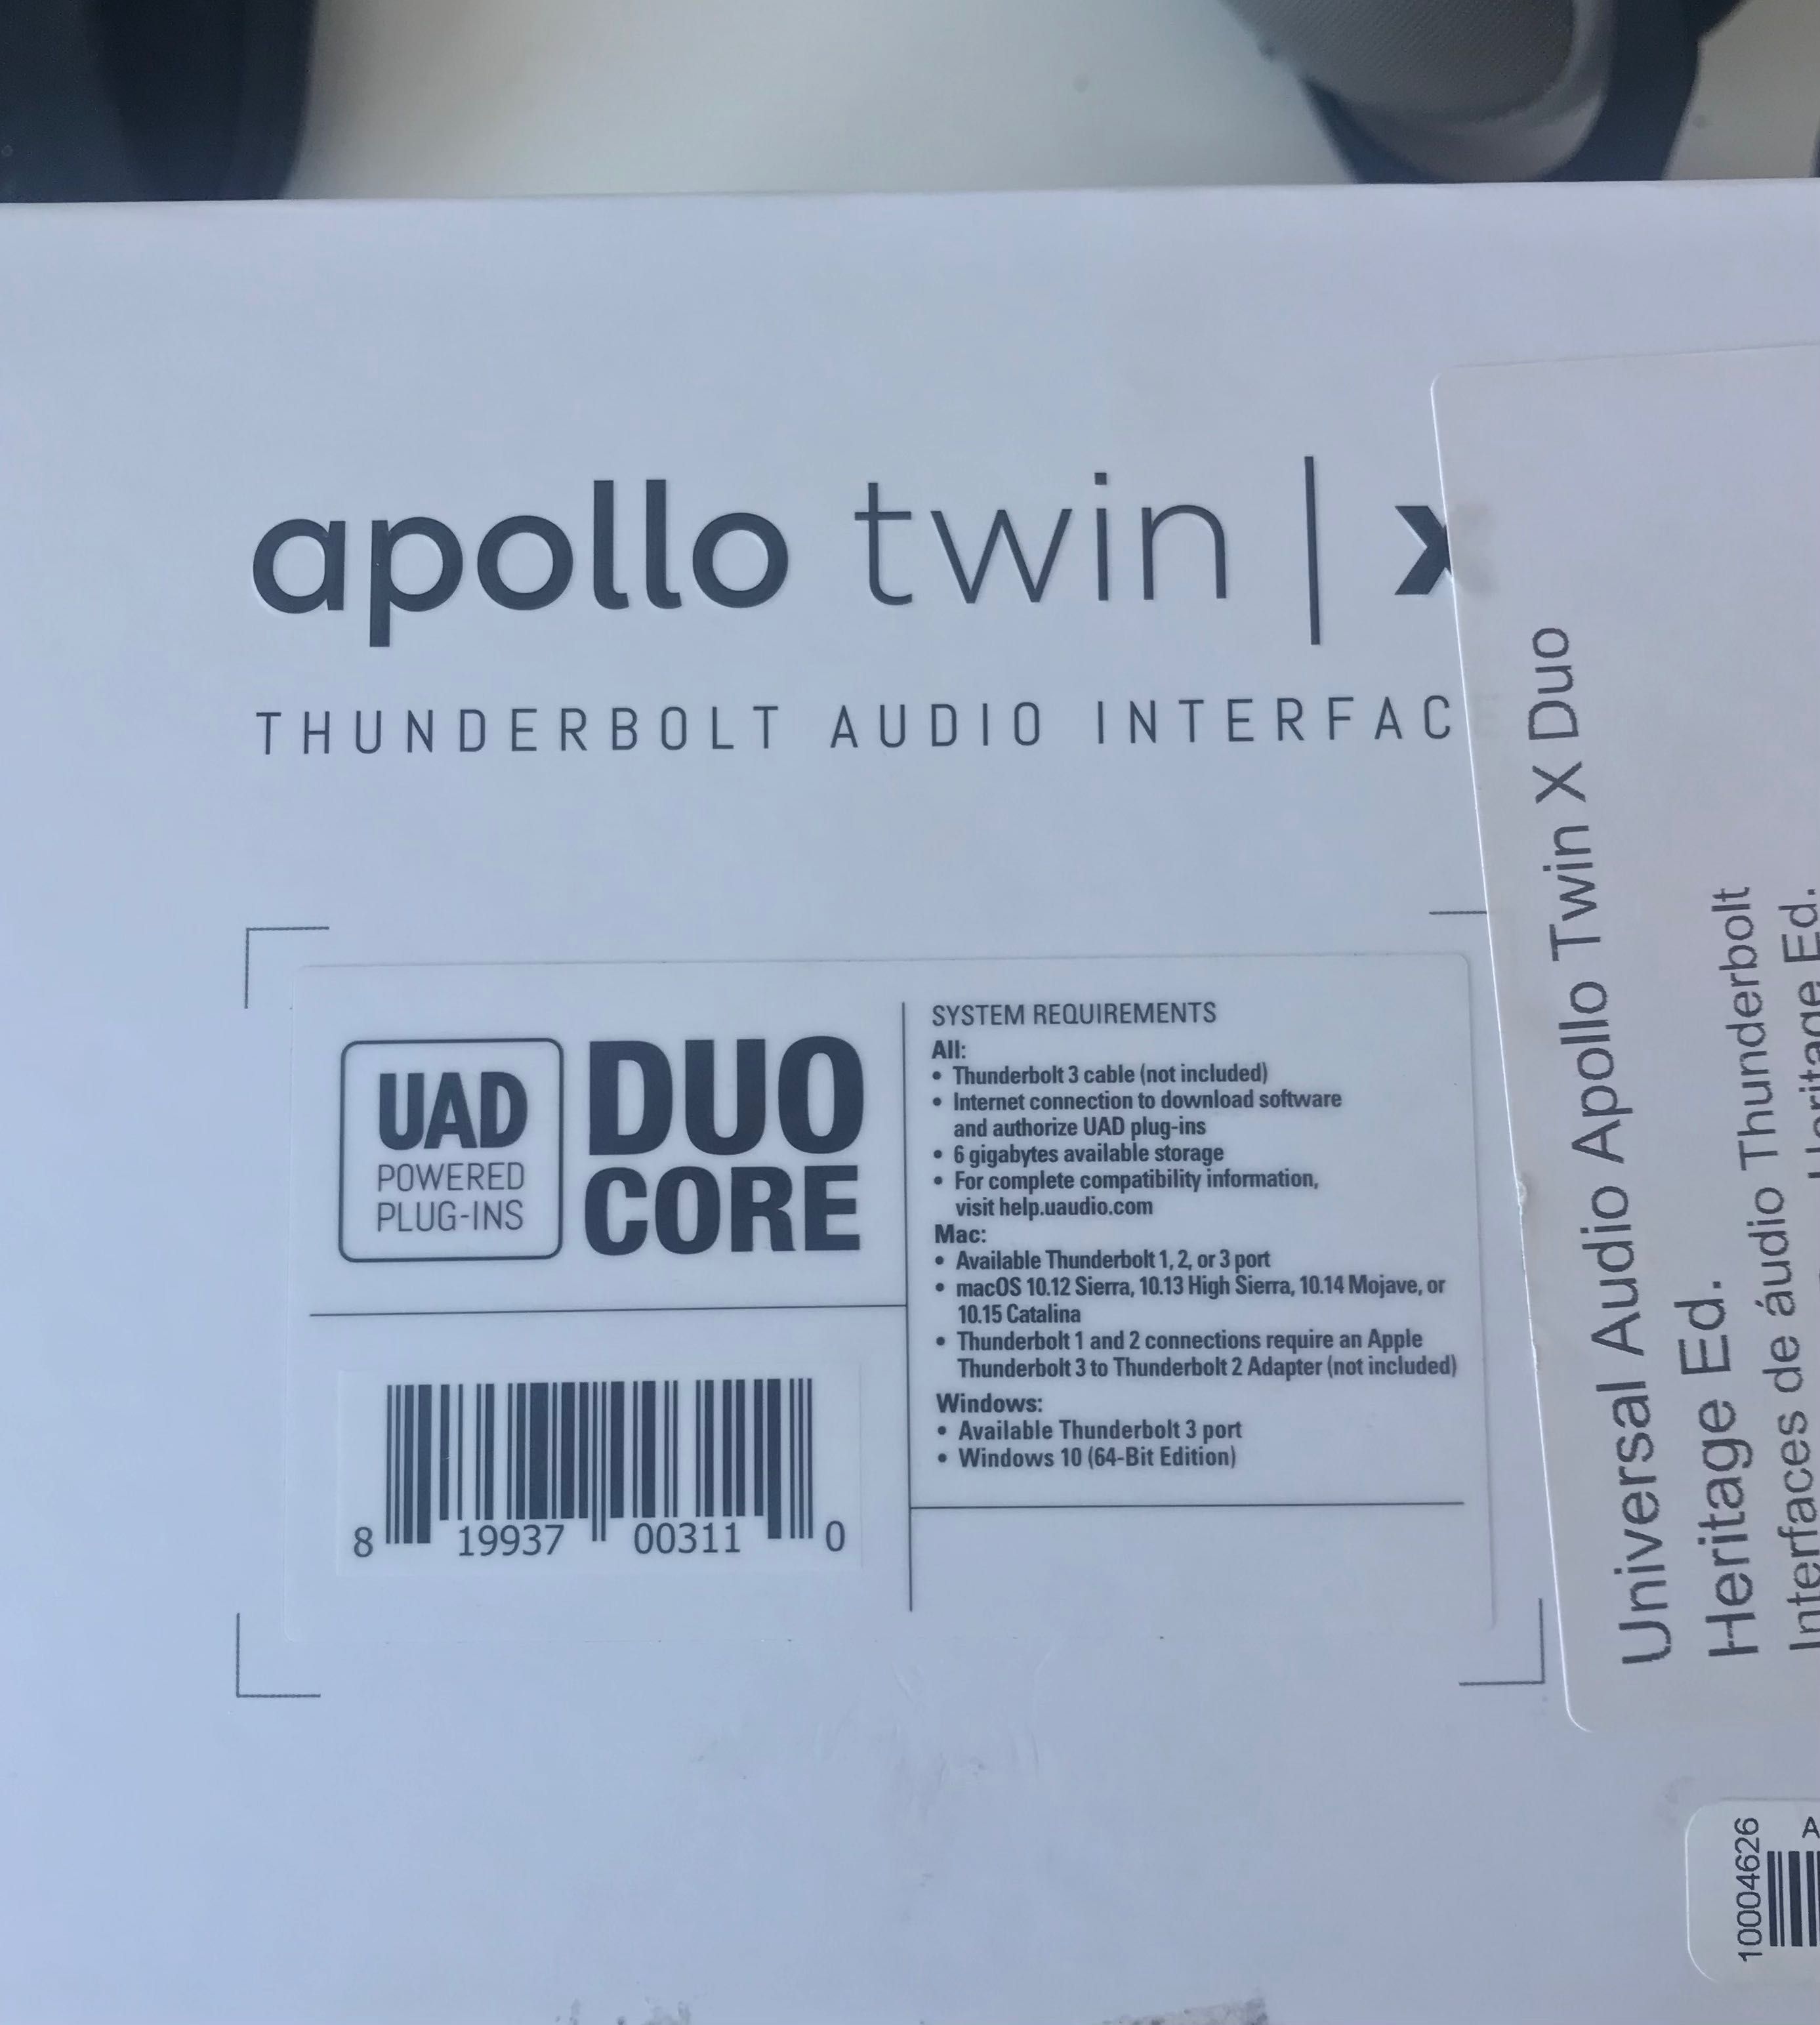 apollo twin | x
THUNDERBOLT AUDIO INTERFAC
UAD
POWERED
PLUG-INS
DUO
CORE
8 19937 00311 0
SYSTEM REQUIREMENTS
All:
• Thunderbolt 3 cable (not included)
• Internet connection to download software
and authorize UAD plug-ins
• 6 gigabytes available storage
• For complete compatibility information,
visit help.uaudio.com
Mac:
• Available Thunderbolt 1, 2, or 3 port
• macOS 10.12 Sierra, 10.13 High Sierra, 10.14 Mojave, or
10.15 Catalina
• Thunderbolt 1 and 2 connections require an Apple
Thunderbolt 3 to Thunderbolt 2 Adapter (not included)
Windows:
• Available Thunderbolt 3 port
• Windows 10 (64-Bit Edition)
Universal Audio Apollo Twin X Duo
Heritage Ed.
Interfaces de áudio Thunderbolt
Heritage Ed.
10004626
A